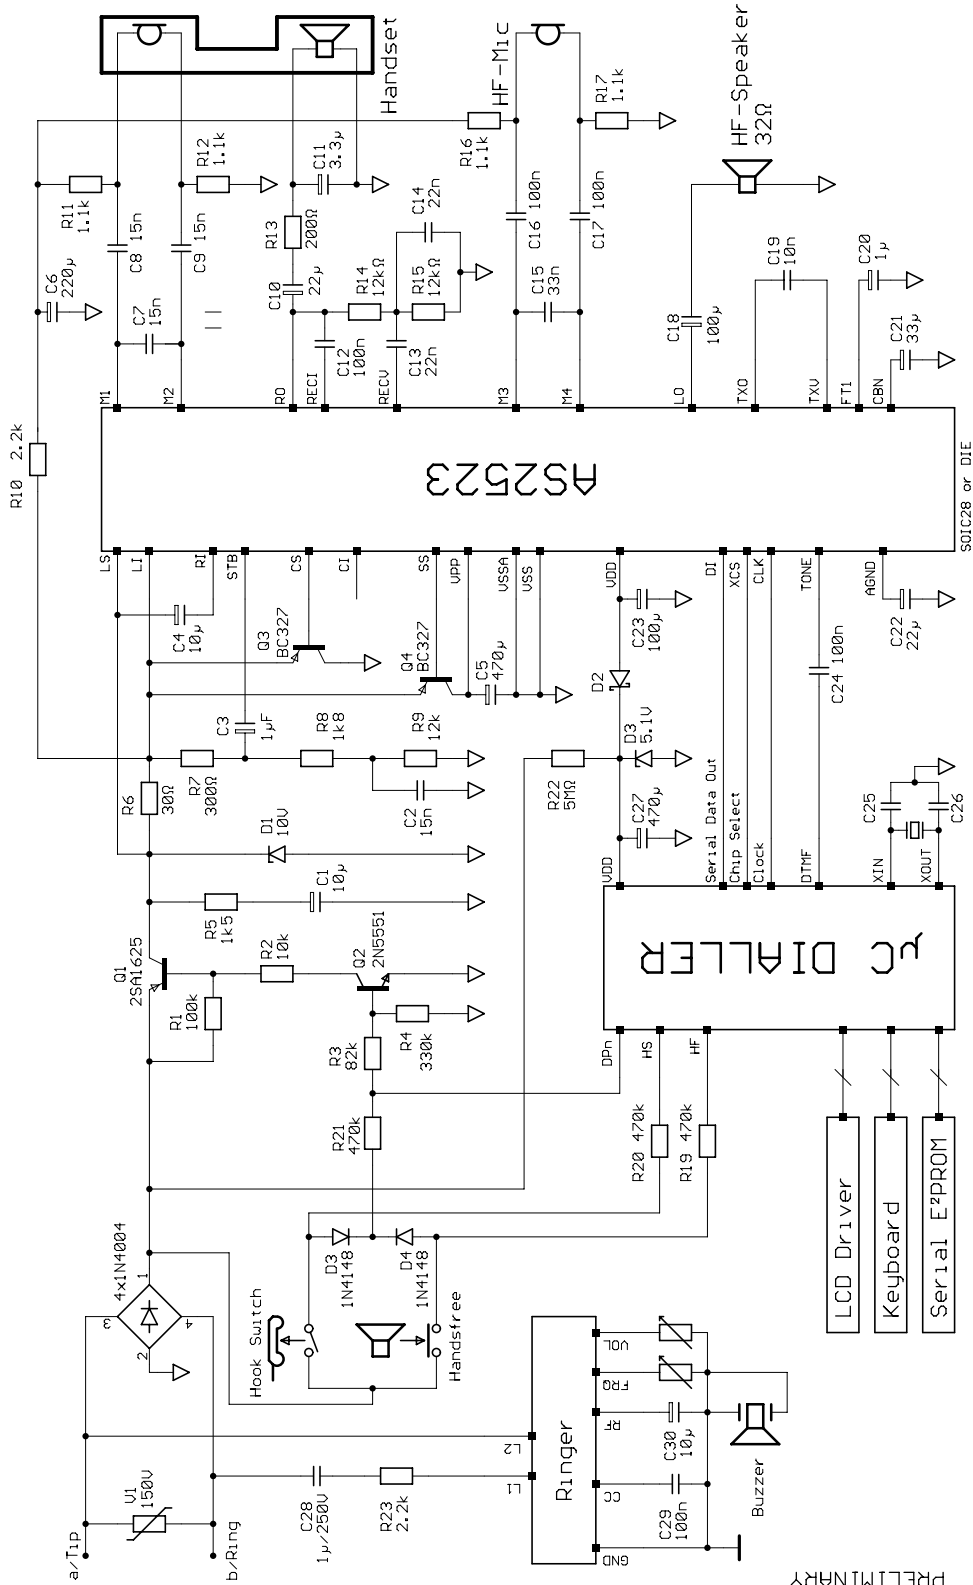 a/Tip
b/Ring
V1
150V
4x1N4004
3
1
2
4
Hook Switch
Handsfree
D3
1N4148
D4
1N4148
C28
1µ/250V
R23
2.2k
L2
L1
Ringer
VOL
FRQ
RF
CC
GND
C30
10µ
C29
100n
Buzzer
Q1
2SA1625
R1
100k
R2
10k
Q2
2N5551
R3
82k
R4
330k
R21
470k
R5
1k5
C1
10µ
D1
10V
R6
30Ω
R7
300Ω
R8
1k8
R9
12k
C2
15n
C3
1µF
C4
10µ
Q3
BC327
Q4
BC327
C5
470µ
R22
5MΩ
D3
5.1V
D2
C27
470µ
C23
100µ
C24 100n
C22
22µ
C25
C26
DPn
HS
HF
R20 470k
R19 470k
µC DIALLER
VDD
Serial Data Out
Chip Select
Clock
DTMF
XIN
XOUT
LCD Driver
Keyboard
Serial E²PROM
LS
LI
RI
STB
CS
CI
SS
VPP
VSSA
VSS
VDD
DI
XCS
CLK
TONE
AGND
AS2523
SOIC28 or DIE
M1
M2
RO
RECI
RECV
M3
M4
LO
TXO
TXV
FT1
CBN
R10 2.2k
C6
220µ
C7
15n
C8 15n
C9 15n
R11
1.1k
R12
1.1k
Handset
C10
22µ
R13
200Ω
C11
3.3µ
C12
100n
R14
12kΩ
C13
22n
R15
12kΩ
C14
22n
C15
33n
C16 100n
C17 100n
R16
1.1k
R17
1.1k
HF-Mic
C18
100µ
HF-Speaker
32Ω
C19
10n
C20
1µ
C21
33µ
PRELIMINARY